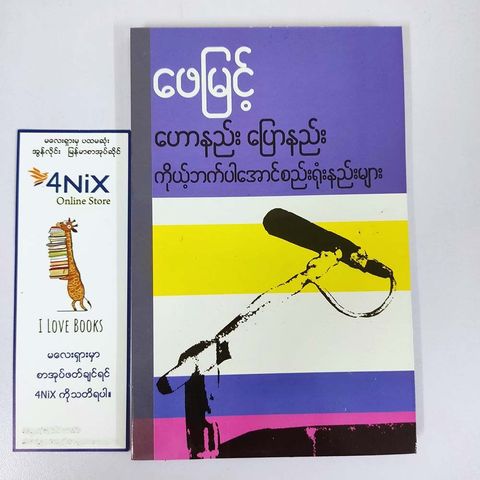 ဖေမြင့်
ဟောနည်း ပြောနည်း
ကိုယ့်ဘက်ပါအောင်စည်းရုံးနည်းများ
မလေးရှားမှ ပထမဆုံး
အွန်လိုင်း မြန်မာစာအုပ်ဆိုင်
4NiX
Online Store
I LOVE BOOKS
မလေးရှားမှာ
စာအုပ်ဖတ်ချင်ရင်
4NiX ကိုသတိရပါ။